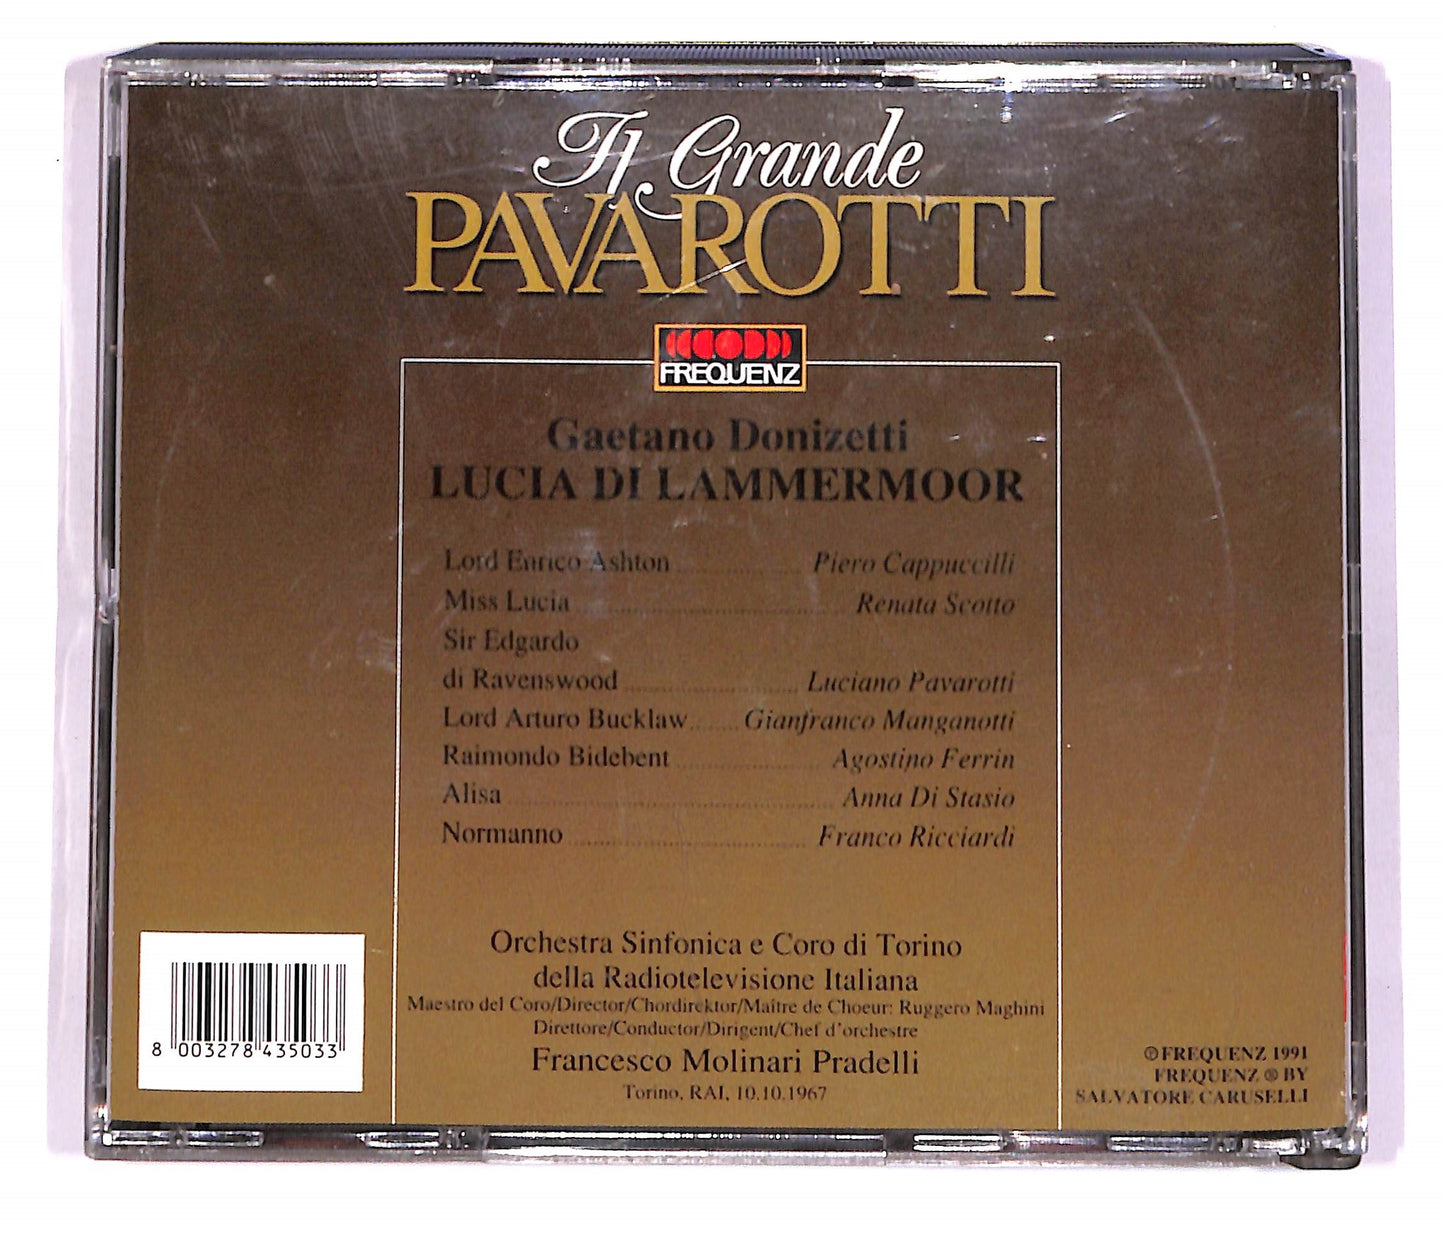 Il Grande
PAVAROTTI
FREQUENZ
Gaetano Donizetti
LUCIA DI LAMMERMOOR
Lord Enrico Ashton ..................... Piero Cappuccilli
Miss Lucia ........................................... Renata Scotto
Sir Edgardo
di Ravenswood ............................. Luciano Pavarotti
Lord Arturo Bucklaw ........ Gianfranco Manganotti
Raimondo Bidebent ........................ Agostino Ferrin
Alisa ....................................................... Anna Di Stasio
Normanno ........................................ Franco Ricciardi
Orchestra Sinfonica e Coro di Torino
della Radiotelevisione Italiana
Maestro del Coro/Director/Chordirektor/Maître de Choeur: Ruggero Maghini
Direttore/Conductor/Dirigent/Chef d'orchestre
Francesco Molinari Pradelli
Torino, RAI, 10.10.1967
8 003278 435033
℗ FREQUENZ 1991
FREQUENZ ® BY
SALVATORE CARUSELLI